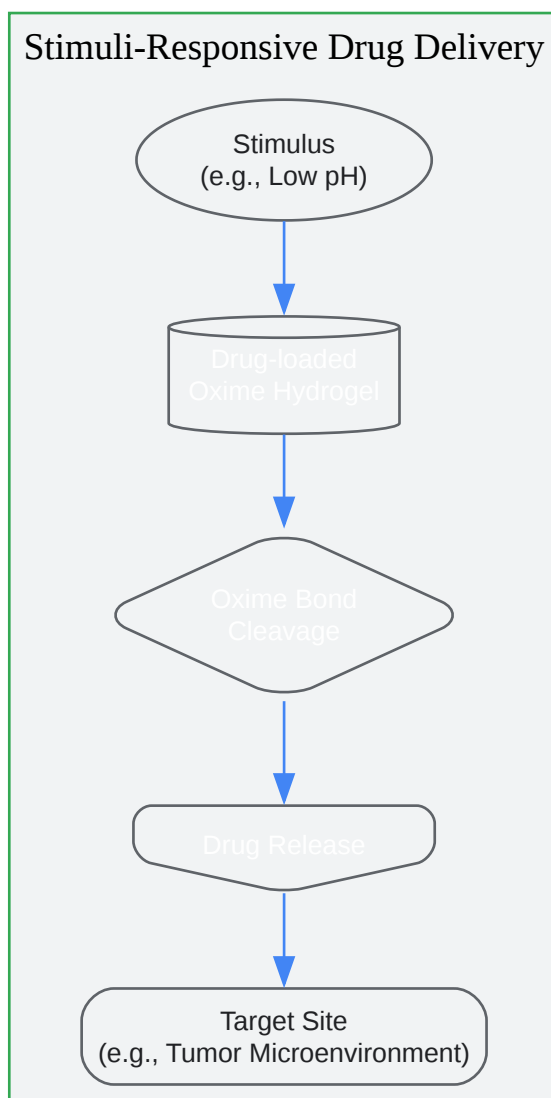 Stimuli-Responsive Drug Delivery
Stimulus
(e.g., Low pH)
Drug-loaded
Oxime Hydrogel
Oxime Bond
Cleavage
Drug Release
Target Site
(e.g., Tumor Microenvironment)